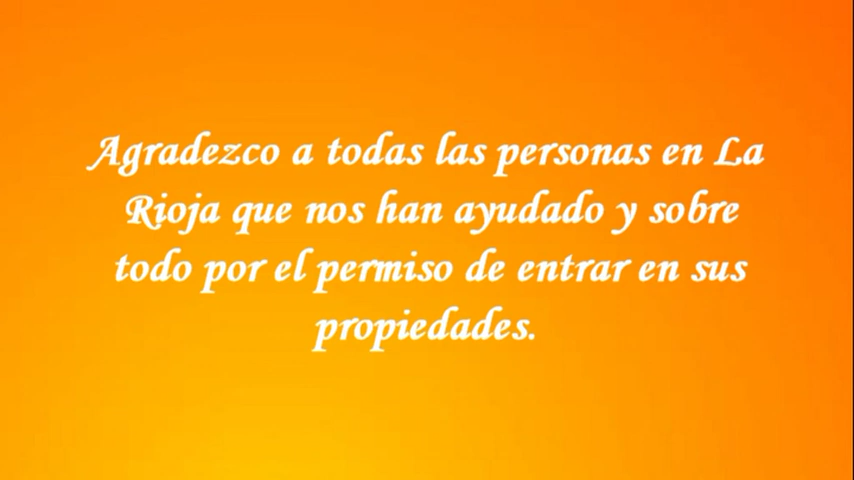 Agradezco a todas las personas en La
Rioja que nos han ayudado y sobre
todo por el permiso de entrar en sus
propiedades.